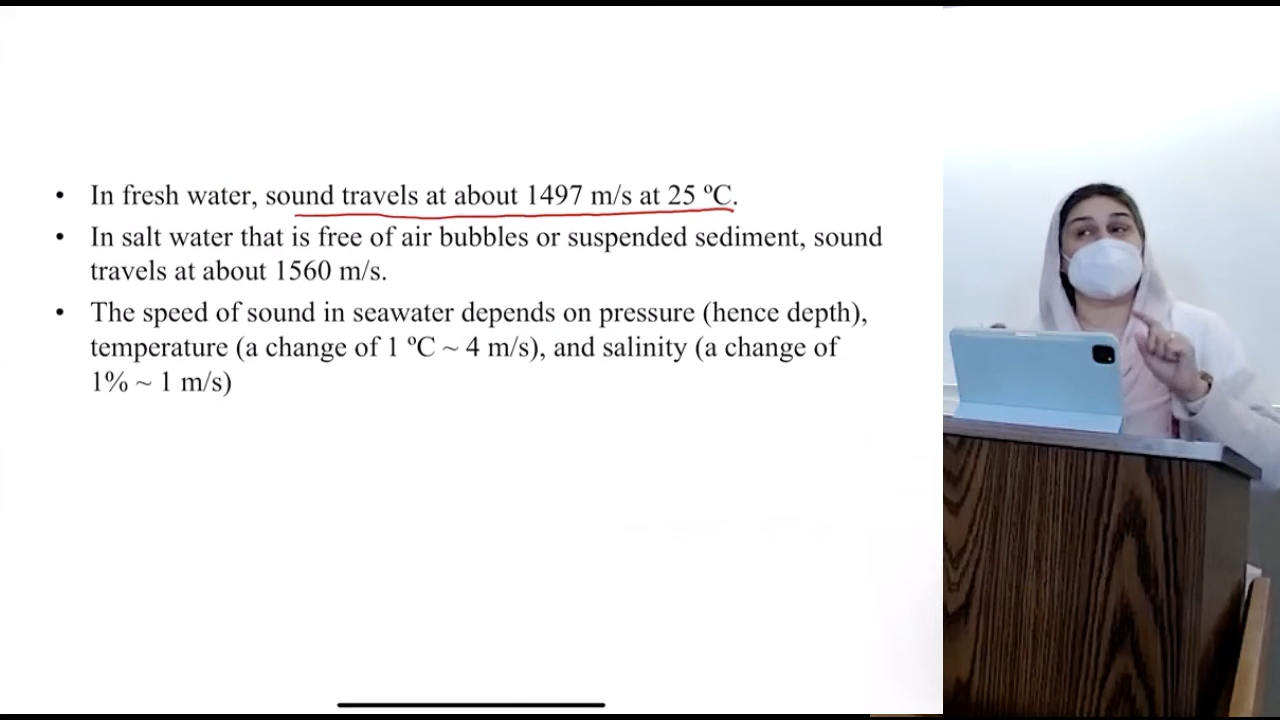 • In fresh water, sound travels at about 1497 m/s at 25 ºC.
• In salt water that is free of air bubbles or suspended sediment, sound
travels at about 1560 m/s.
• The speed of sound in seawater depends on pressure (hence depth),
temperature (a change of 1 ºC ~ 4 m/s), and salinity (a change of
1% ~ 1 m/s)